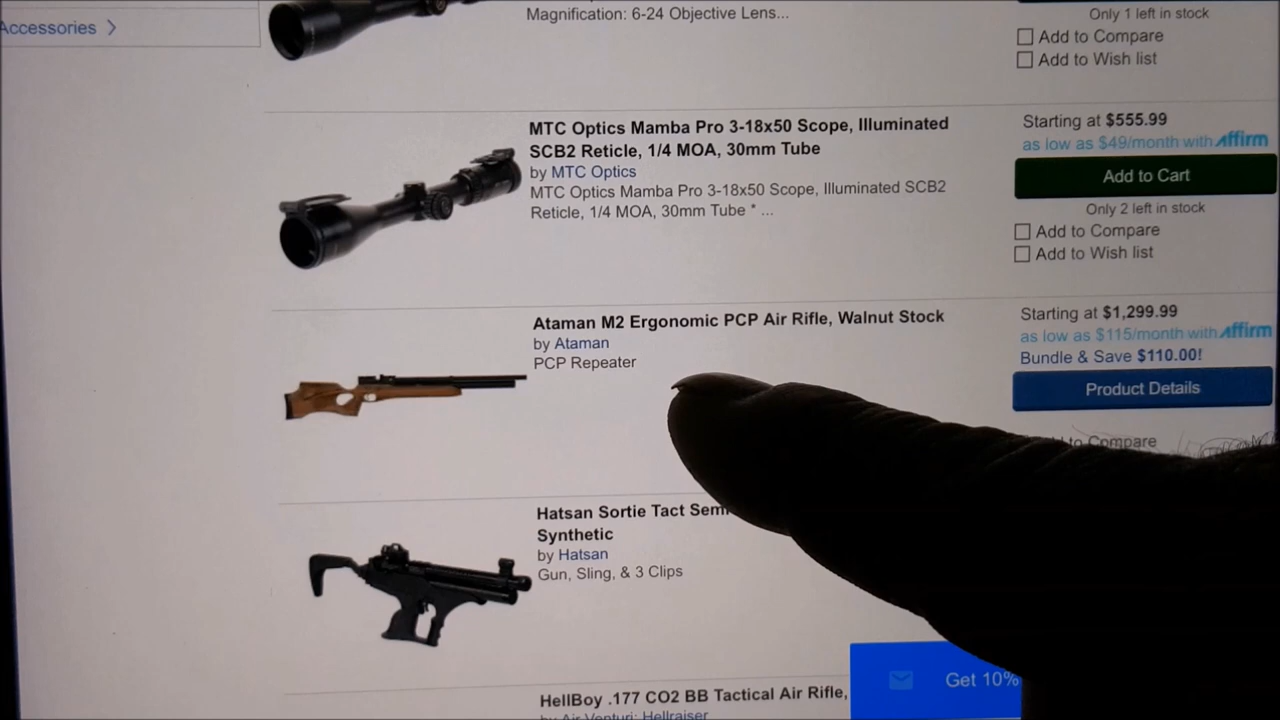 Accessories
Magnification: 6-24 Objective Lens...
Only 1 left in stock
Add to Compare
Add to Wish list
MTC Optics Mamba Pro 3-18x50 Scope, Illuminated
SCB2 Reticle, 1/4 MOA, 30mm Tube
by MTC Optics
MTC Optics Mamba Pro 3-18x50 Scope, Illuminated SCB2
Reticle, 1/4 MOA, 30mm Tube * ...
Starting at $555.99
as low as $49/month with Affirm
Add to Cart
Only 2 left in stock
Add to Compare
Add to Wish list
Ataman M2 Ergonomic PCP Air Rifle, Walnut Stock
by Ataman
PCP Repeater
Starting at $1,299.99
as low as $115/month with Affirm
Bundle & Save $110.00!
Product Details
to Compare
Hatsan Sortie Tact
Synthetic
by Hatsan
Gun, Sling, & 3 Clips
HellBoy .177 CO2 BB Tactical Air Rifle,
by Air Venturi; Hellraiser
Get 10%